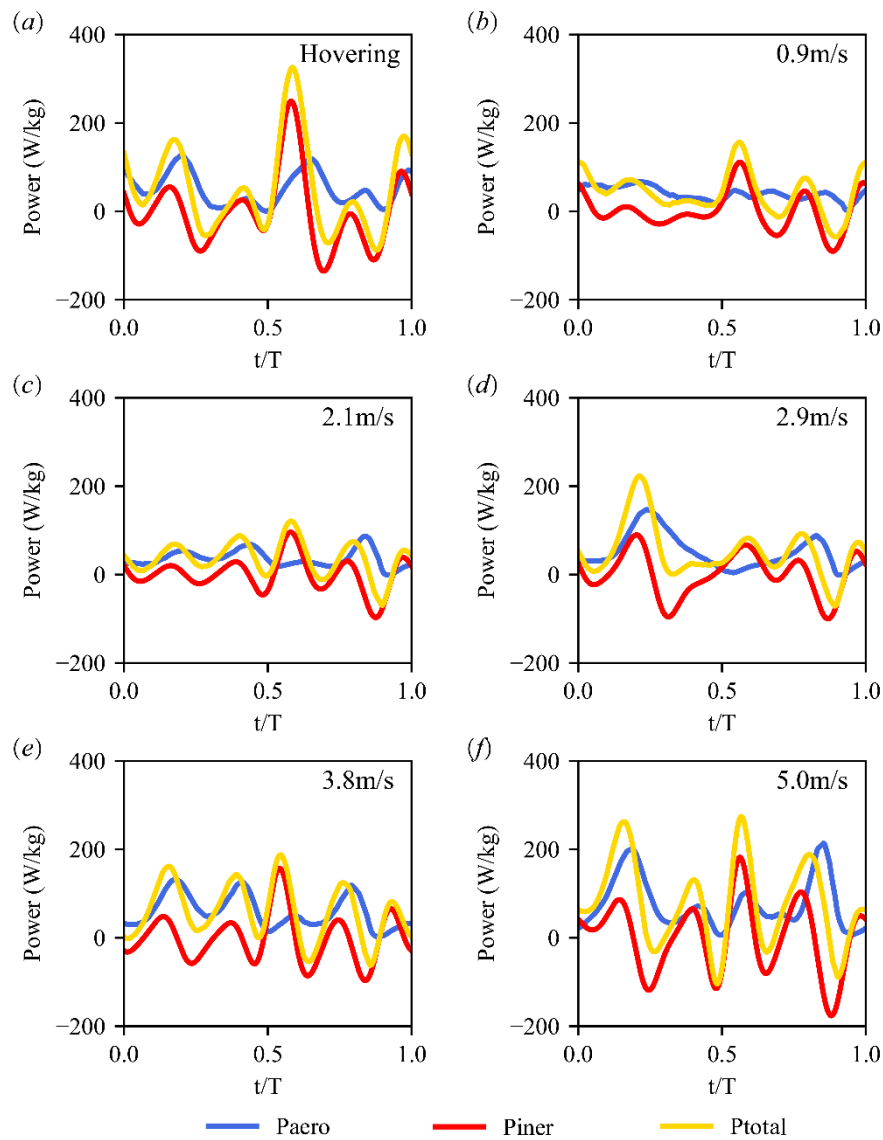 (a)
Hovering
400
200
0
−200
Power (W/kg)
0.0 0.5 1.0
t/T
(b)
0.9m/s
400
200
0
−200
Power (W/kg)
0.0 0.5 1.0
t/T
(c)
2.1m/s
400
200
0
−200
Power (W/kg)
0.0 0.5 1.0
t/T
(d)
2.9m/s
400
200
0
−200
Power (W/kg)
0.0 0.5 1.0
t/T
(e)
3.8m/s
400
200
0
−200
Power (W/kg)
0.0 0.5 1.0
t/T
(f)
5.0m/s
400
200
0
−200
Power (W/kg)
0.0 0.5 1.0
t/T
Paero Piner Ptotal